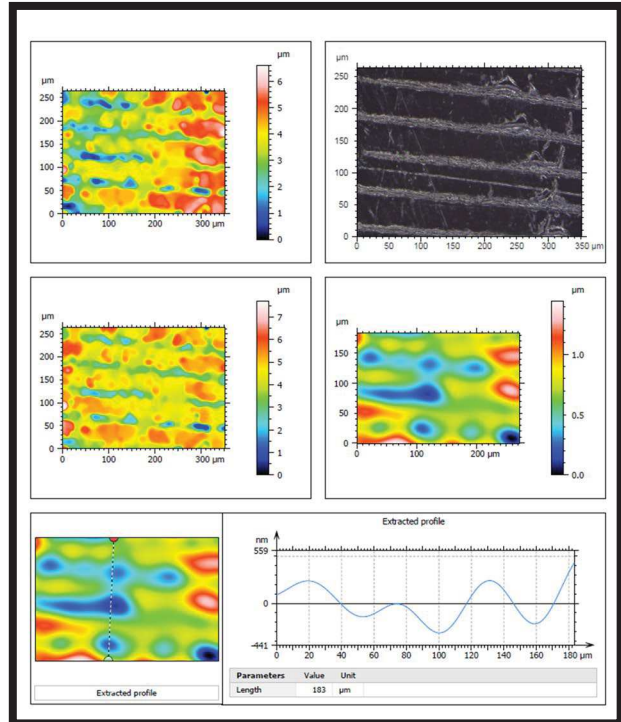 µm
µm
250
200
150
100
50
0
0 100 200 300 µm
6
5
4
3
2
1
0
µm
250
200
150
100
50
0
0 50 100 150 200 250 300 350 µm
µm
µm
250
200
150
100
50
0
0 100 200 300 µm
7
6
5
4
3
2
1
0
µm
µm
150
100
50
0
0 100 200 µm
1.0
0.5
0.0
Extracted profile
Extracted profile
nm
559
0
-441
0 20 40 60 80 100 120 140 160 180 µm
Parameters Value Unit
Length 183 µm